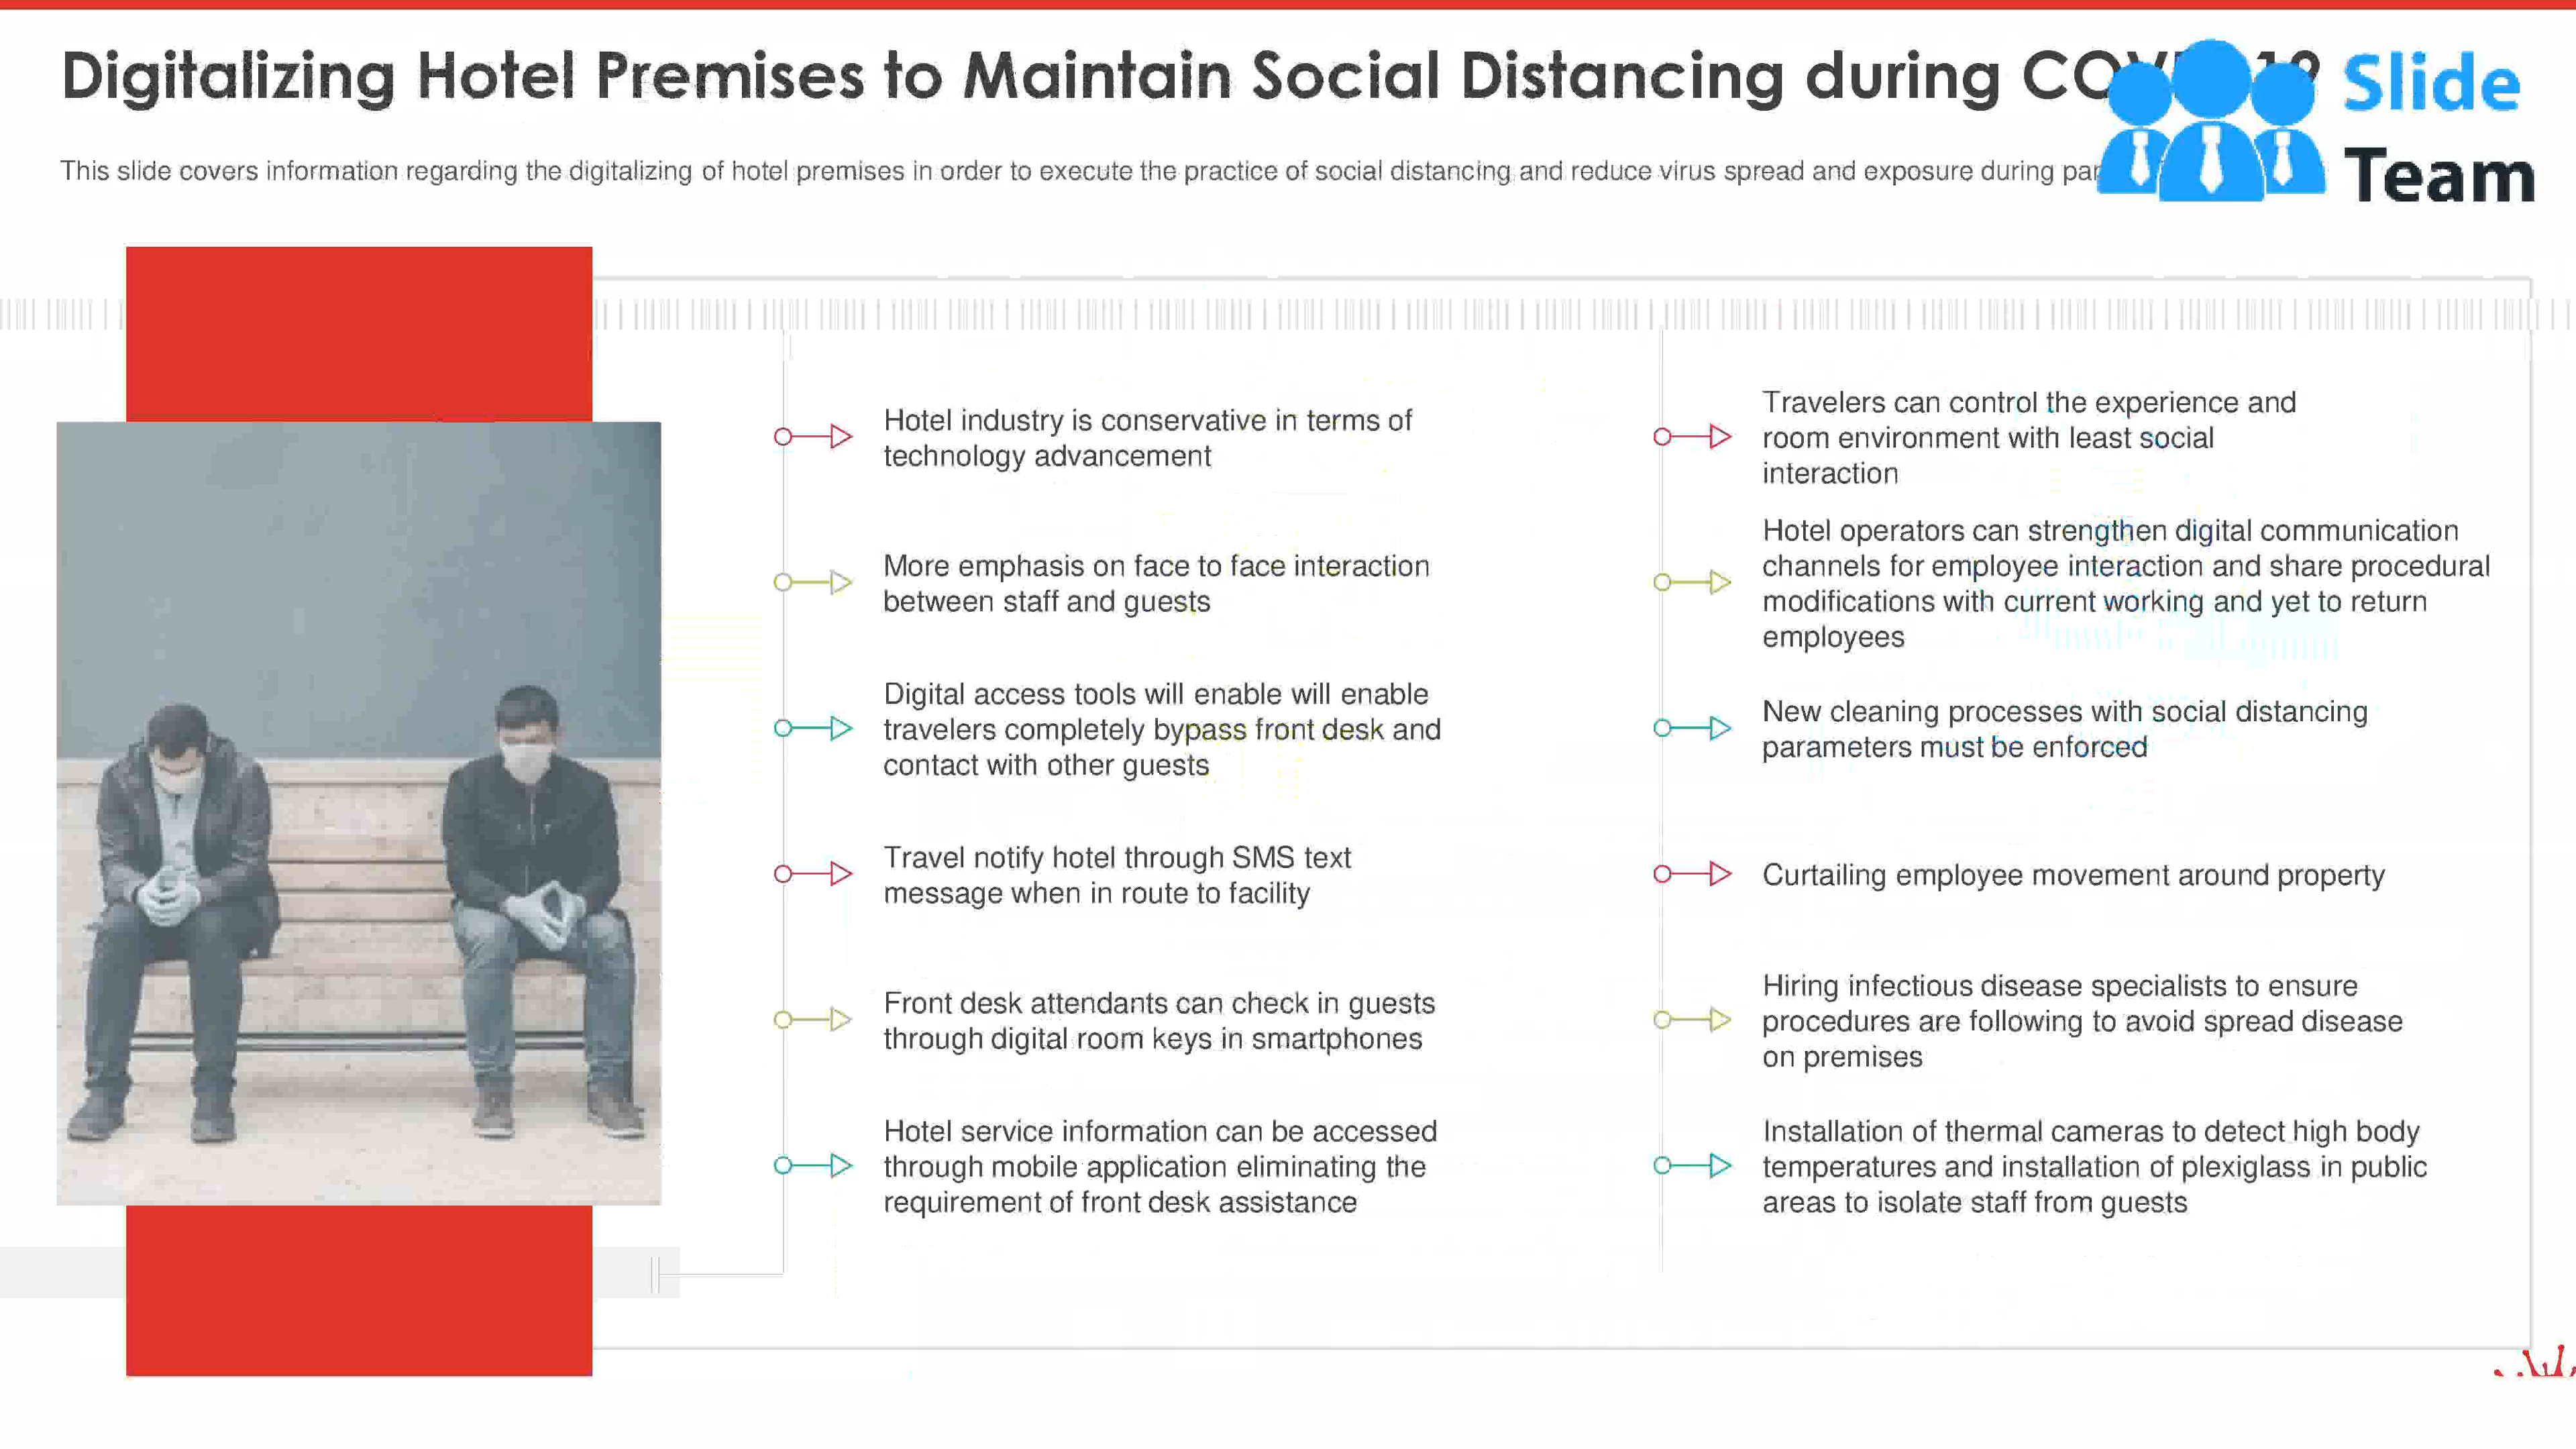 Digitalizing Hotel Premises to Maintain Social Distancing during
Slide
Team
This slide covers information regarding the digitalizing of hotel premises in order to execute the practice of social distancing and reduce virus spread and exposure during
Hotel industry is conservative in terms of
technology advancement
More emphasis on face to face interaction
between staff and guests
Digital access tools will enable will enable
travelers completely bypass front desk and
contact with other guests
Travel notify hotel through SMS text
message when in route to facility
Front desk attendants can check in guests
through digital room keys in smartphones
Hotel service information can be accessed
through mobile application eliminating the
requirement of front desk assistance
Travelers can control the experience and
room environment with least social
interaction
Hotel operators can strengthen digital communication
channels for employee interaction and share procedural
modifications with current working and yet to return
employees
New cleaning processes with social distancing
parameters must be enforced
Curtailing employee movement around property
Hiring infectious disease specialists to ensure
procedures are following to avoid spread disease
on premises
Installation of thermal cameras to detect high body
temperatures and installation of plexiglass in public
areas to isolate staff from guests